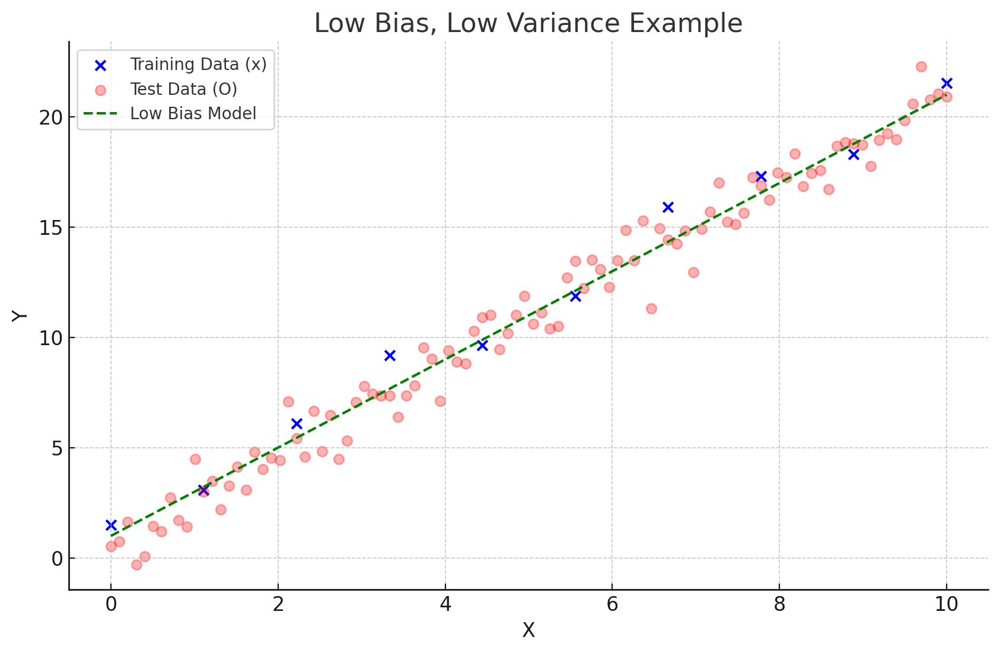 Low Bias, Low Variance Example
Training Data (x)
Test Data (O)
Low Bias Model
Y
20
15
10
5
0
0 2 4 6 8 10
X